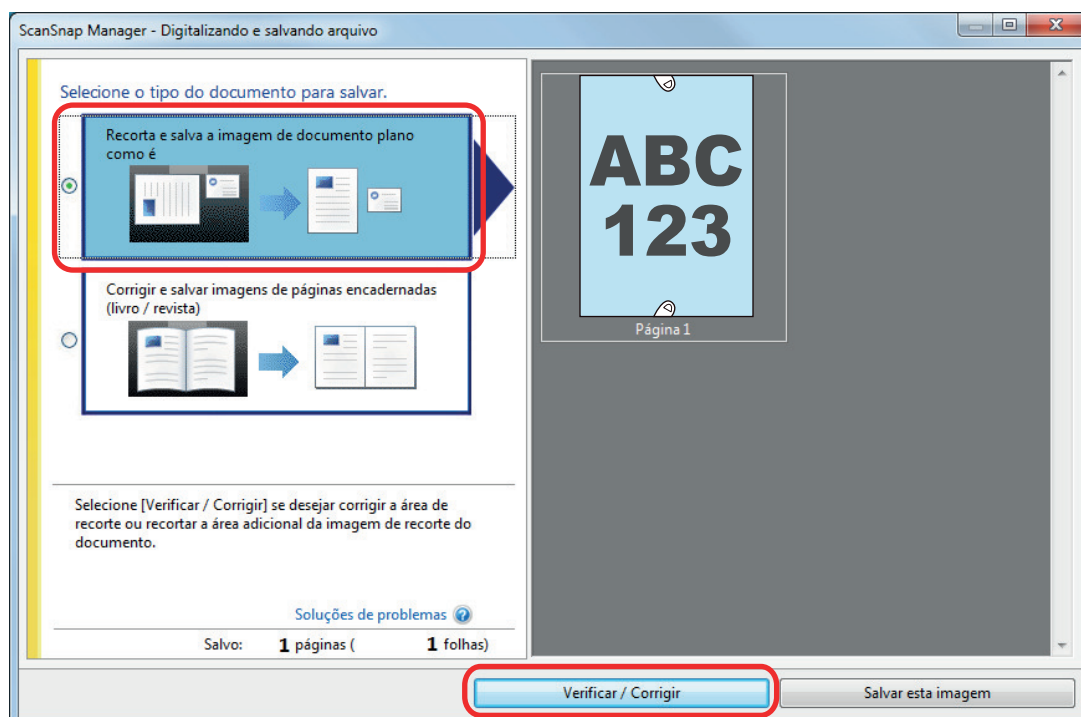 ScanSnap Manager - Digitalizando e salvando arquivo
Selecione o tipo do documento para salvar.
Recorta e salva a imagem de documento plano
como é
Corrigir e salvar imagens de páginas encadernadas
(livro / revista)
Selecione [Verificar / Corrigir] se desejar corrigir a área de
recorte ou recortar a área adicional da imagem de recorte do
documento.
Soluções de problemas ?
Salvo: 1 páginas ( 1 folhas)
ABC
123
Página 1
Verificar / Corrigir
Salvar esta imagem